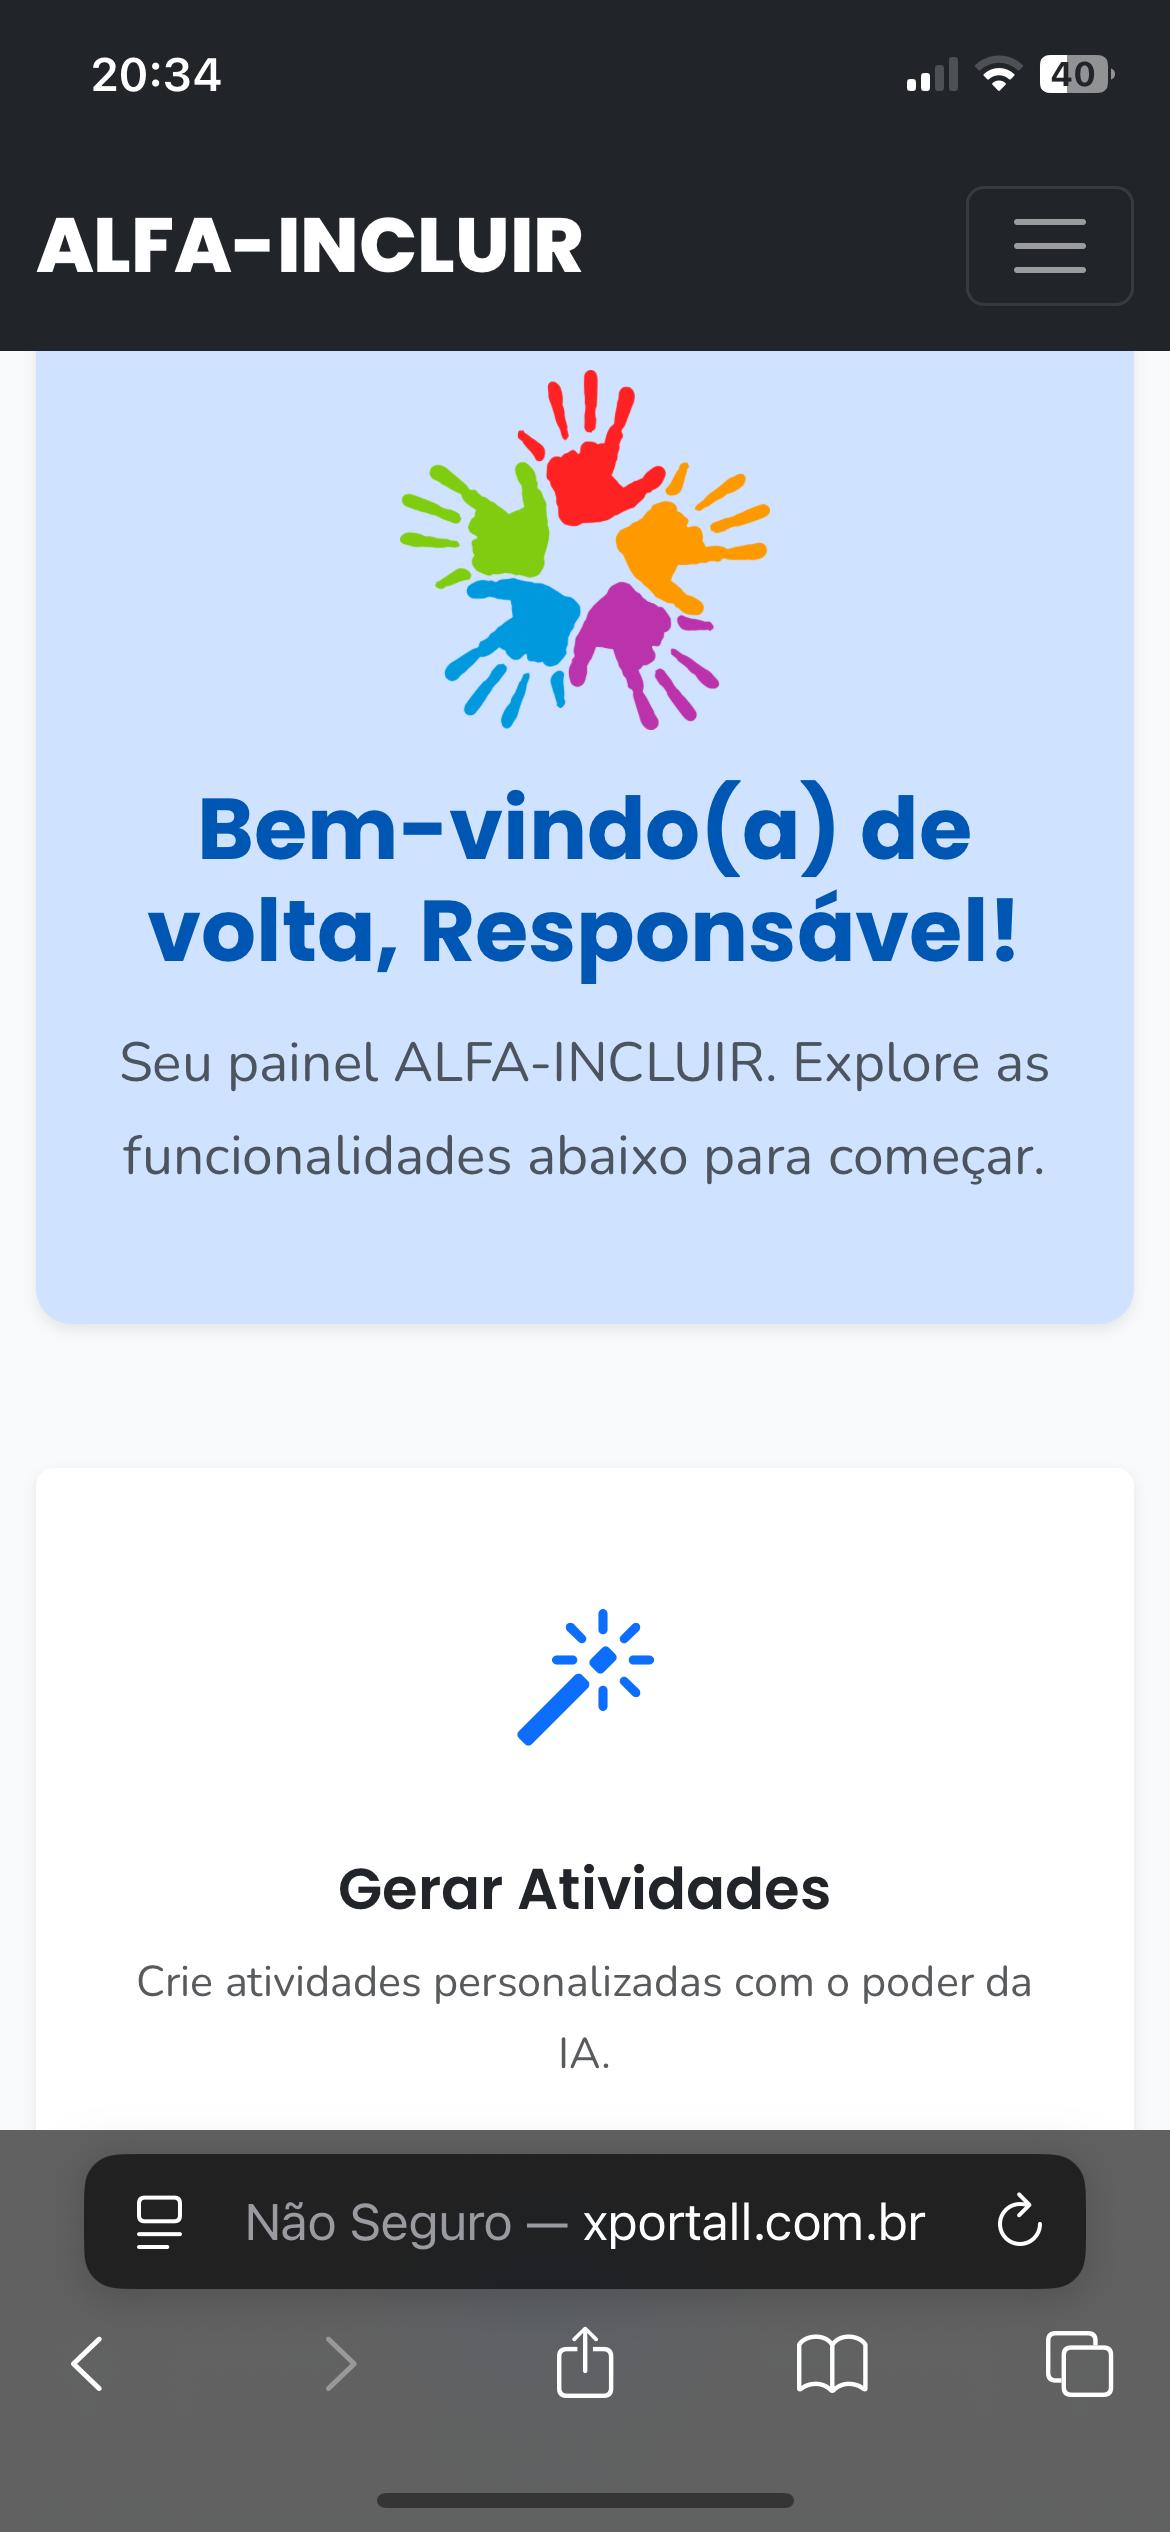 20:34
40
ALFA-INCLUIR
Bem-vindo(a) de
volta, Responsável!
Seu painel ALFA-INCLUIR. Explore as
funcionalidades abaixo para começar.
Gerar Atividades
Crie atividades personalizadas com o poder da
IA.
Não Seguro — xportall.com.br